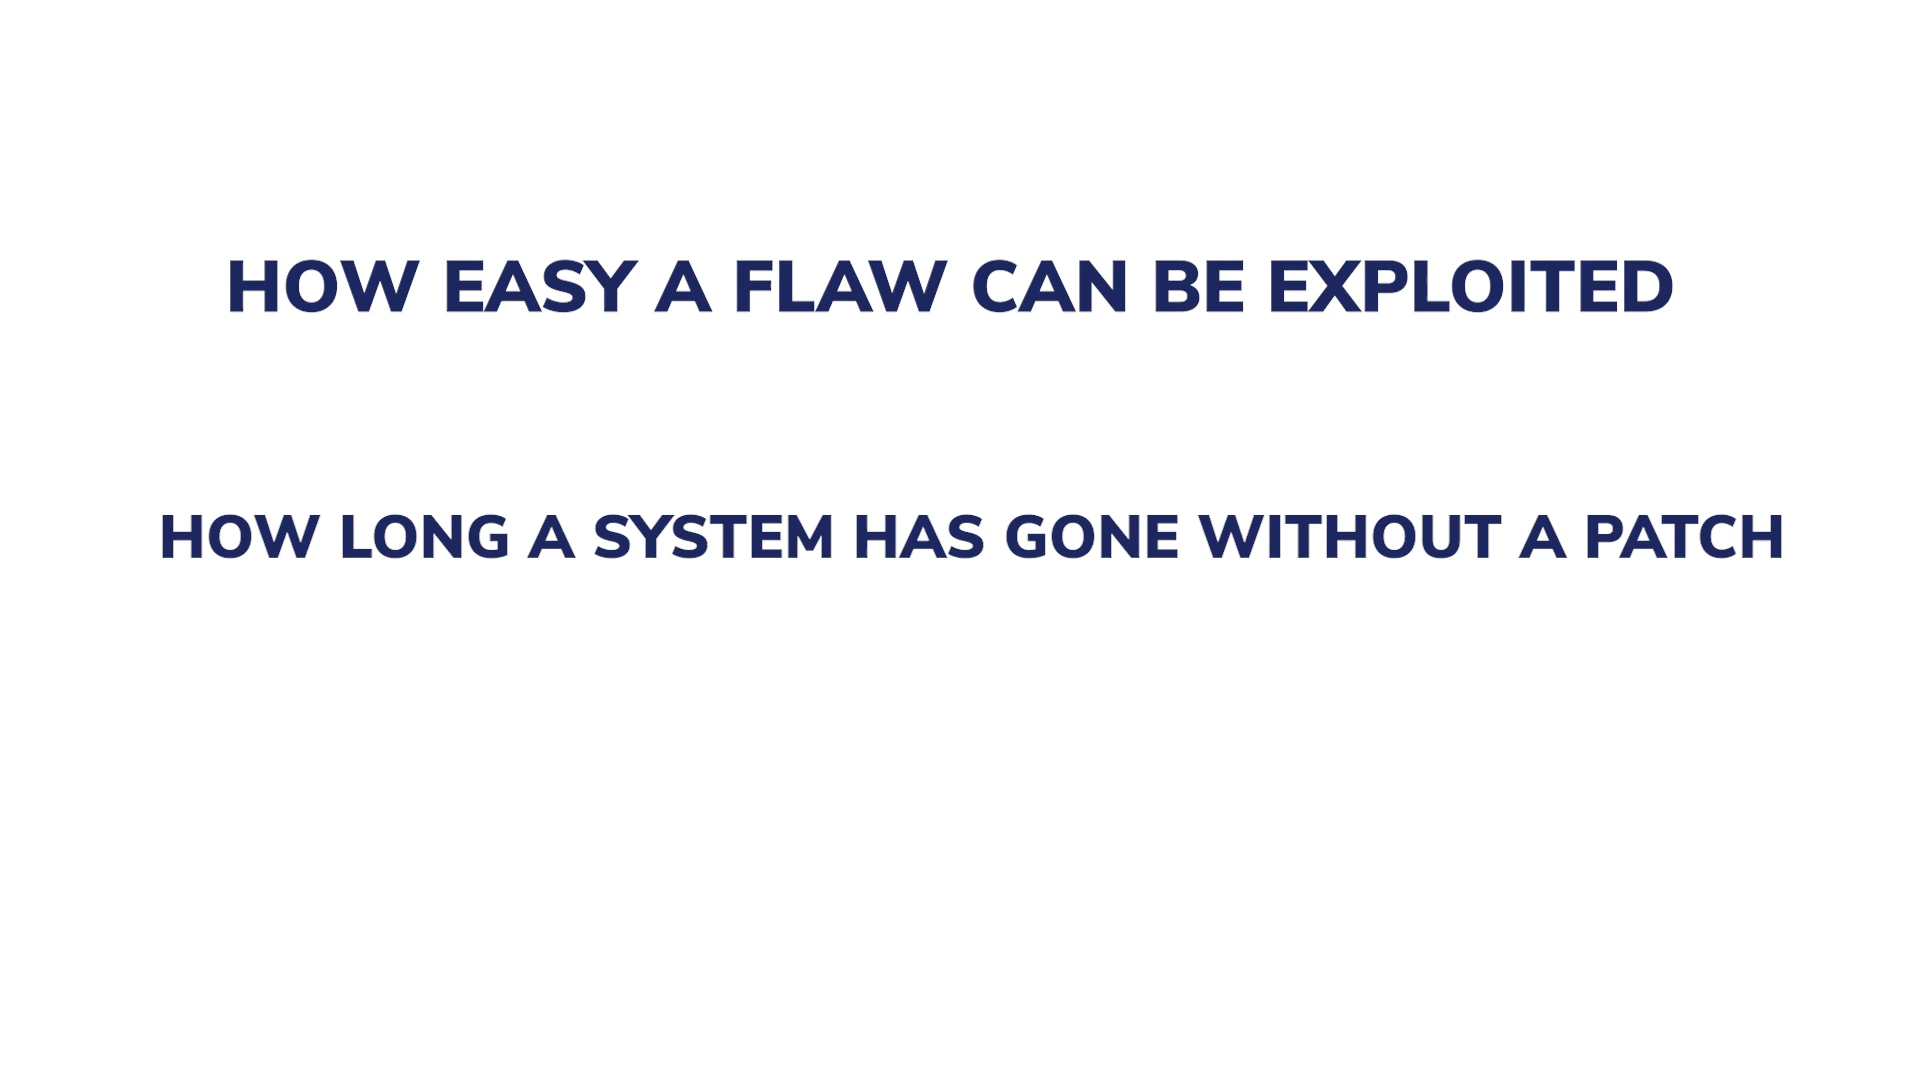 HOW EASY A FLAW CAN BE EXPLOITED
HOW LONG A SYSTEM HAS GONE WITHOUT A PATCH